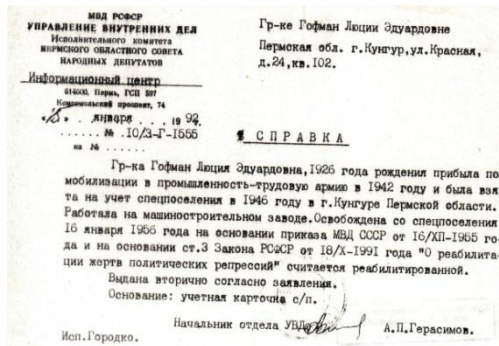 МВД РСФСР
УПРАВЛЕНИЕ ВНУТРЕННИХ ДЕЛ
Исполнительного комитета
ПЕРМСКОГО ОБЛАСТНОГО СОВЕТА
НАРОДНЫХ ДЕПУТАТОВ
Информационный центр
614000, Пермь, ГСП 597
Комсомольский проспект, 74
января 1992
№ 10/3-Г-1555
на №
Гр-ке Гофман Люции Эдуардовне
Пермская обл. г.Кунгур,ул.Красная,
д.24,кв.102.
СПРАВКА
Гр-ка Гофман Люция Эдуардовна,1926 года рождения прибыла по
мобилизации в промышленность-трудовую армию в 1942 году и была взя
та на учет спецпоселения в 1946 году в г.Кунгуре Пермской области.
Работала на машиностроительном заводе.Освобождена со спецпоселения
16 января 1956 года на основании приказа МВД СССР от 16/ХП-1955 го-
да и на основании ст.3 Закона РСФСР от 18/Х-1991 года "О реабилита-
ции жертв политических репрессий" считается реабилитированной.
Выдана вторично согласно заявления.
Основание: учетная карточка с/п.
Начальник отдела УВД А.П.Герасимов.
Исп.Городко.